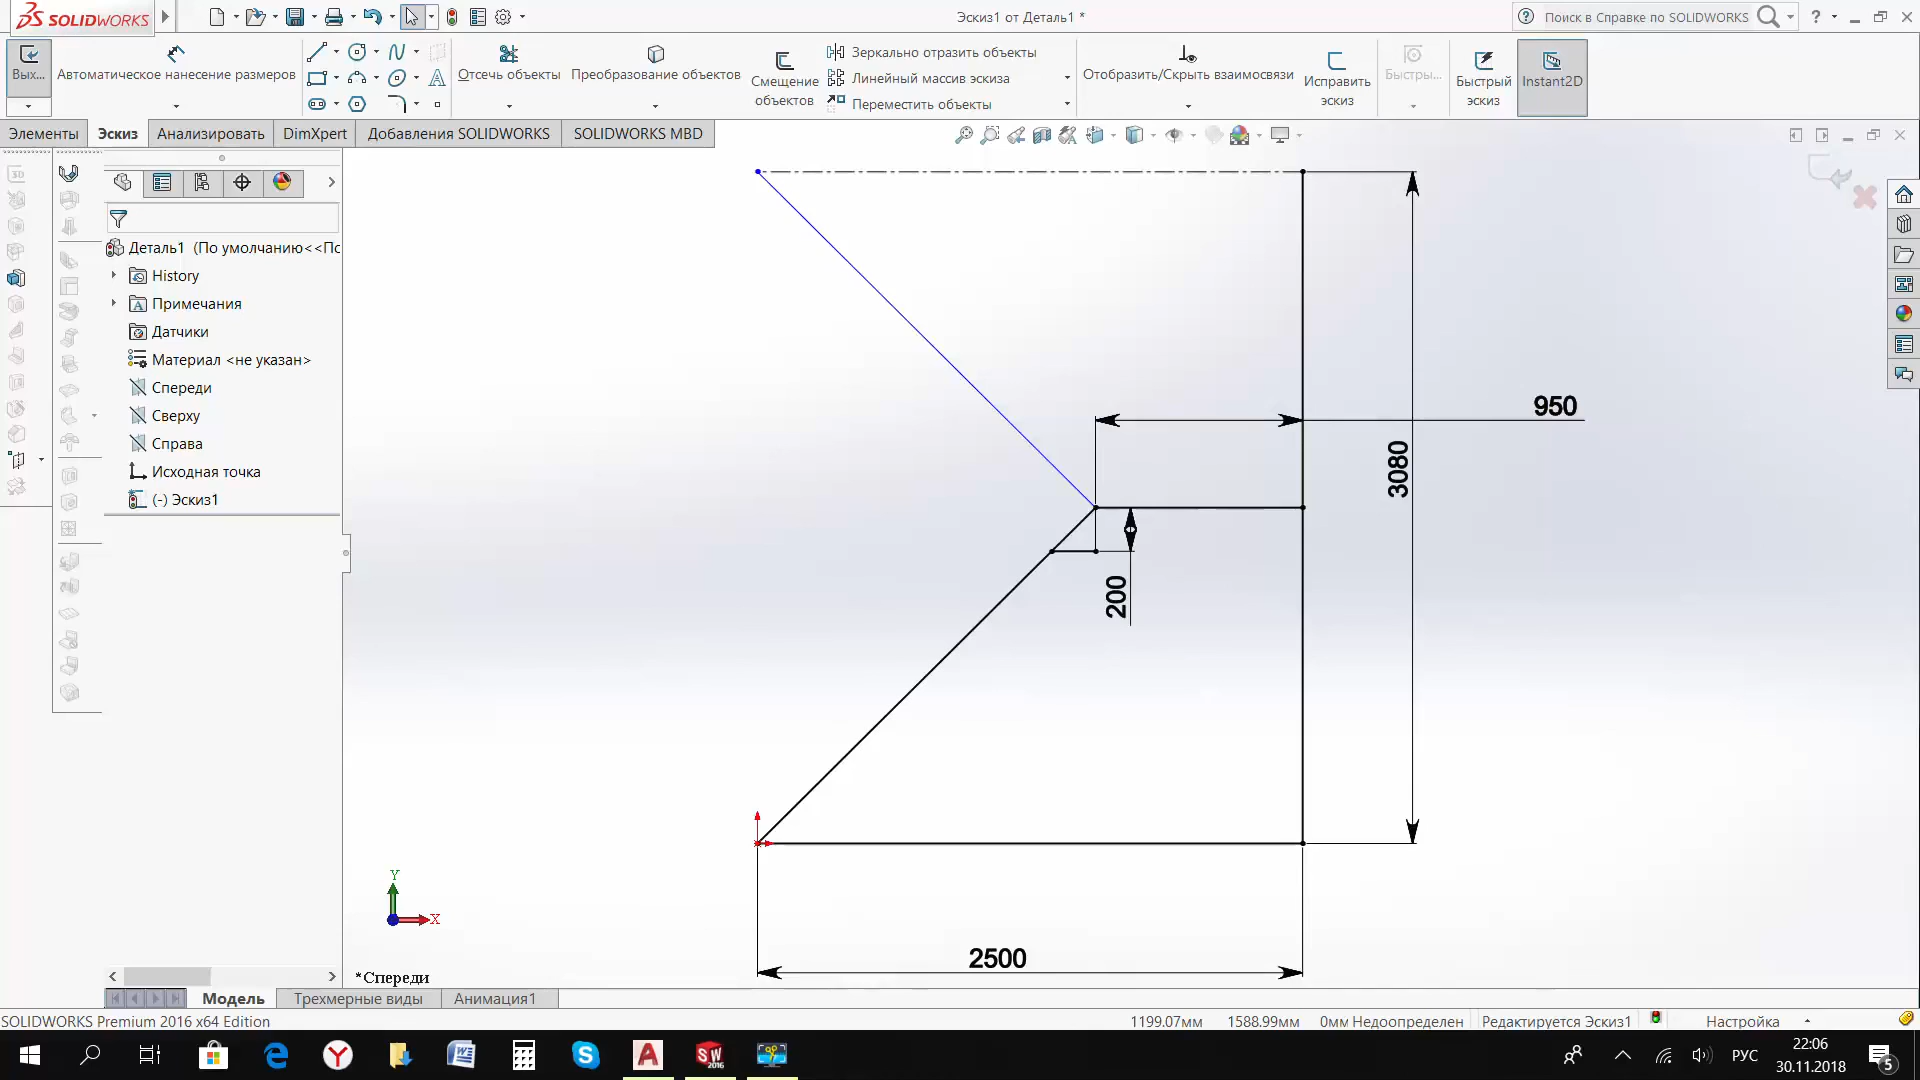 SOLIDWORKS
Эскиз1 от Деталь1 *
Поиск в Справке по SOLIDWORKS
?
Вых...
Автоматическое нанесение размеров
Отсечь объекты
Преобразование объектов
Смещение объектов
Зеркально отразить объекты
Линейный массив эскиза
Переместить объекты
Отобразить/Скрыть взаимосвязи
Исправить эскиз
Быстры...
Быстрый эскиз
Instant2D
Элементы
Эскиз
Анализировать
DimXpert
Добавления SOLIDWORKS
SOLIDWORKS MBD
Деталь1 (По умолчанию<<По
History
Примечания
Датчики
Материал <не указан>
Спереди
Сверху
Справа
Исходная точка
(-) Эскиз1
950
3080
200
2500
Y
X
*Спереди
Модель
Трехмерные виды
Анимация1
SOLIDWORKS Premium 2016 x64 Edition
1199.07мм
1588.99мм
0мм
Недоопределен
Редактируется Эскиз1
Настройка
РУС
22:06
30.11.2018
5